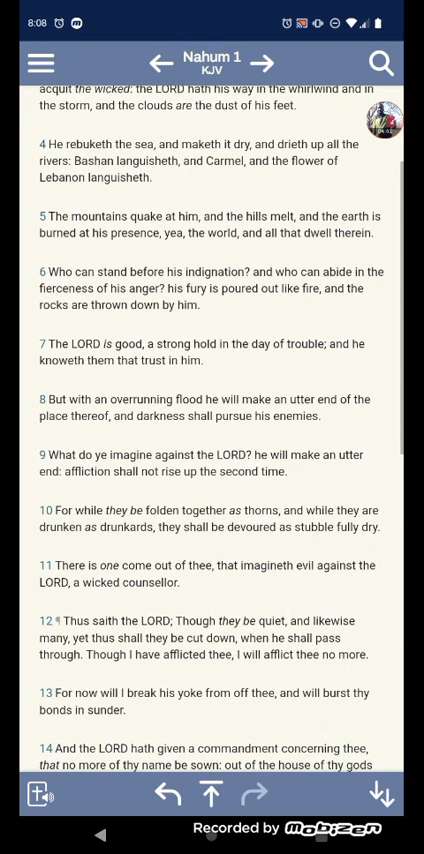 8:08
Nahum 1
KJV
acquit the wicked: the LORD hath his way in the whirlwind and in
the storm, and the clouds are the dust of his feet.
4 He rebuketh the sea, and maketh it dry, and drieth up all the
rivers: Bashan languisheth, and Carmel, and the flower of
Lebanon languisheth.
5 The mountains quake at him, and the hills melt, and the earth is
burned at his presence, yea, the world, and all that dwell therein.
6 Who can stand before his indignation? and who can abide in the
fierceness of his anger? his fury is poured out like fire, and the
rocks are thrown down by him.
7 The LORD is good, a strong hold in the day of trouble; and he
knoweth them that trust in him.
8 But with an overrunning flood he will make an utter end of the
place thereof, and darkness shall pursue his enemies.
9 What do ye imagine against the LORD? he will make an utter
end: affliction shall not rise up the second time.
10 For while they be folden together as thorns, and while they are
drunken as drunkards, they shall be devoured as stubble fully dry.
11 There is one come out of thee, that imagineth evil against the
LORD, a wicked counsellor.
12 ¶ Thus saith the LORD; Though they be quiet, and likewise
many, yet thus shall they be cut down, when he shall pass
through. Though I have afflicted thee, I will afflict thee no more.
13 For now will I break his yoke from off thee, and will burst thy
bonds in sunder.
14 And the LORD hath given a commandment concerning thee,
that no more of thy name be sown: out of the house of thy gods
Recorded by Mobizen